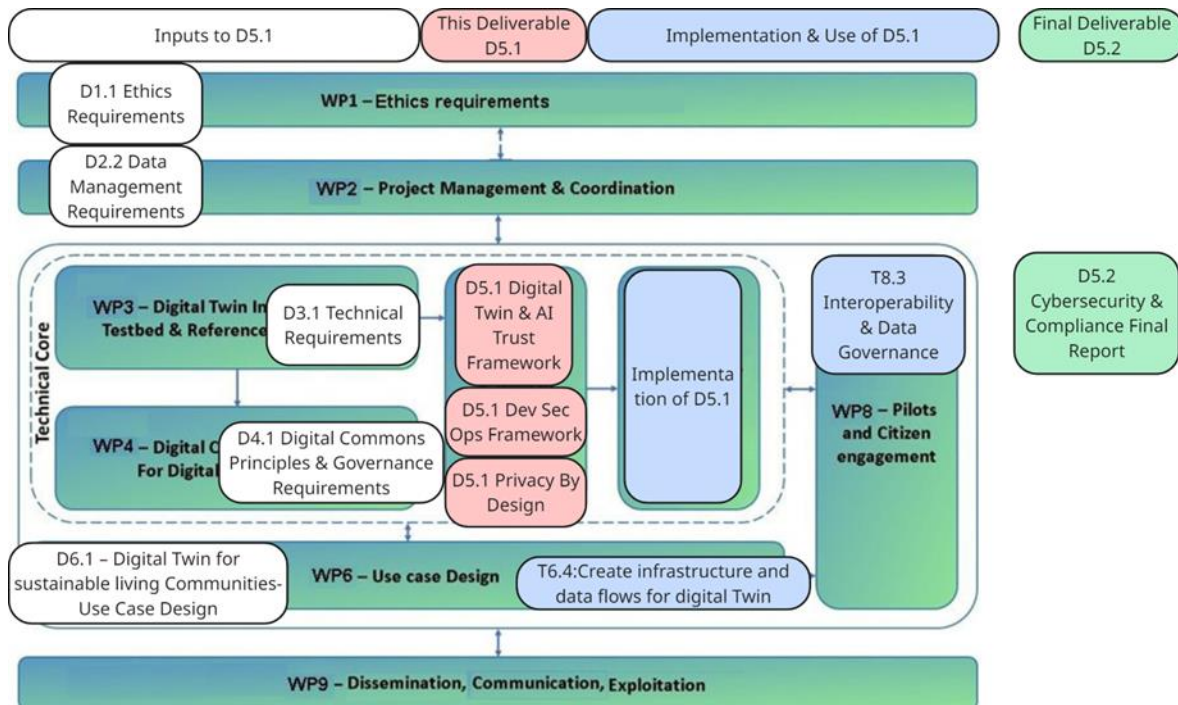 Inputs to D5.1
This Deliverable
D5.1
Implementation & Use of D5.1
Final Deliverable
D5.2
D1.1 Ethics
Requirements
WP1 – Ethics requirements
D2.2 Data
Management
Requirements
WP2 – Project Management & Coordination
Technical Core
WP3 – Digital Twin In
Testbed & Reference
D3.1 Technical
Requirements
WP4 – Digital C
For Digital
D4.1 Digital Commons
Principles & Governance
Requirements
D5.1 Digital
Twin & AI
Trust
Framework
D5.1 Dev Sec
Ops Framework
D5.1 Privacy By
Design
Implementa
tion of D5.1
T8.3
Interoperability
& Data
Governance
WP8 – Pilots
and Citizen
engagement
D5.2
Cybersecurity &
Compliance Final
Report
D6.1 – Digital Twin for
sustainable living Communities-
Use Case Design
WP6 – Use case Design
T6.4:Create infrastructure and
data flows for digital Twin
WP9 – Dissemination, Communication, Exploitation